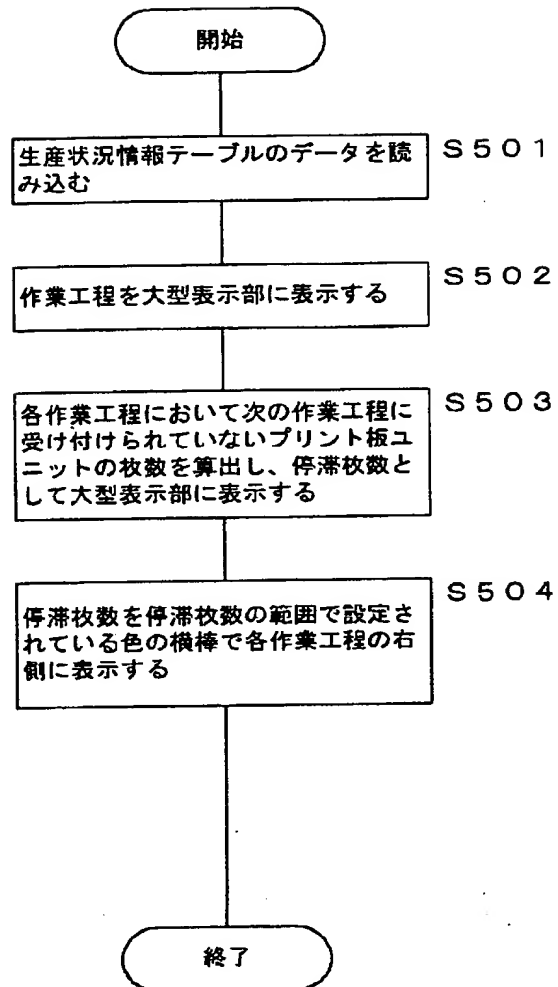 開始
生産状況情報テーブルのデータを読
み込む
S501
作業工程を大型表示部に表示する
S502
各作業工程において次の作業工程に
受け付けられていないプリント板ユ
ニットの枚数を算出し、停滞枚数と
して大型表示部に表示する
S503
停滞枚数を停滞枚数の範囲で設定さ
れている色の横棒で各作業工程の右
側に表示する
S504
終了